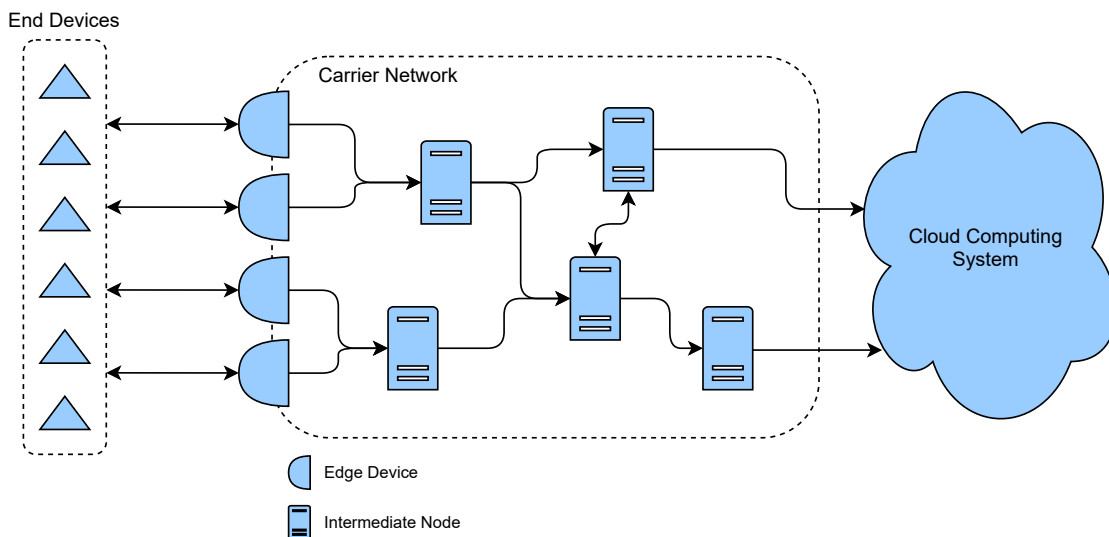 End Devices
Carrier Network
Cloud Computing
System
Edge Device
Intermediate Node